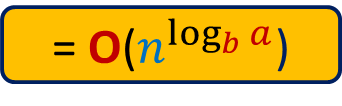 = O(n^log_b a)